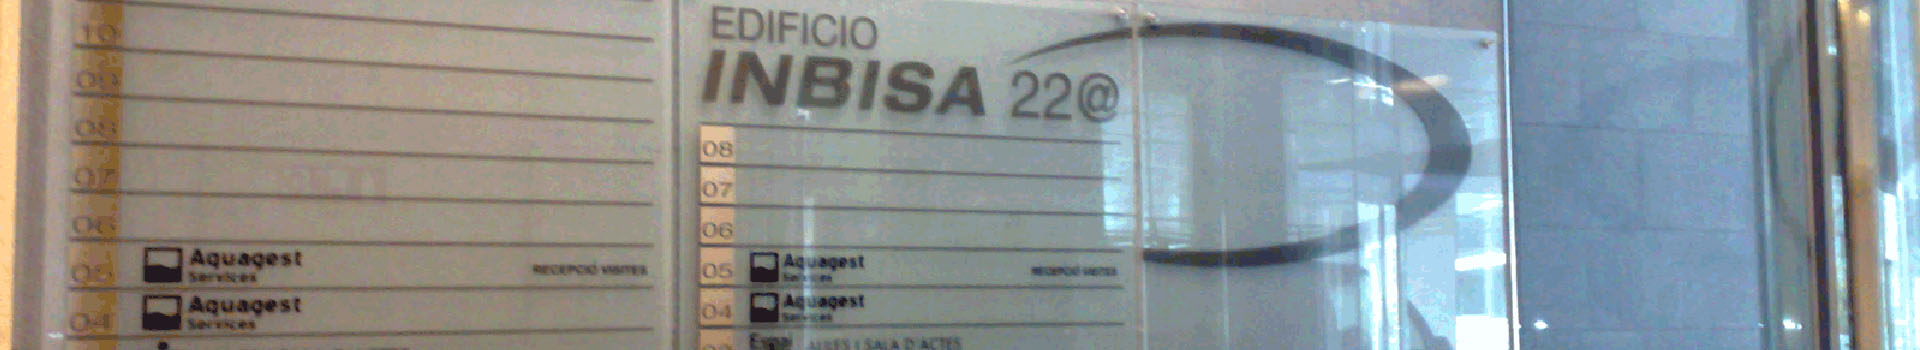 10
09
08
07
06
05 Aquagest Services RECEPCIÓ VISITES
04 Aquagest Services
EDIFICIO
INBISA 22@
08
07
06
05 Aquagest Services RECEPCIÓ VISITES
04 Aquagest Services
Espai AULES I SALA D'ACTES